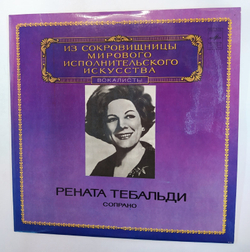 ИЗ СОКРОВИЩНИЦЫ
МИРОВОГО
ИСПОЛНИТЕЛЬСКОГО
ИСКУССТВА
ВОКАЛИСТЫ
РЕНАТА ТЕБАЛЬДИ
СОПРАНО